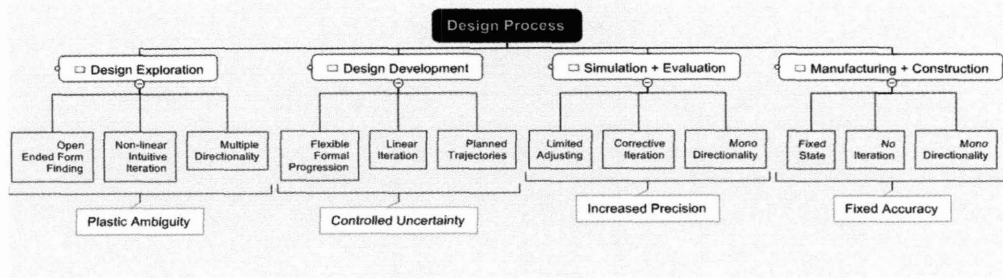 Design Process
Design Exploration
Design Development
Simulation + Evaluation
Manufacturing + Construction
Open
Ended Form
Finding
Non-linear
Intuitive
Iteration
Multiple
Directionality
Flexible
Formal
Progression
Linear
Iteration
Planned
Trajectories
Limited
Adjusting
Corrective
Iteration
Mono
Directionality
Fixed
State
No
Iteration
Mono
Directionality
Plastic Ambiguity
Controlled Uncertainty
Increased Precision
Fixed Accuracy